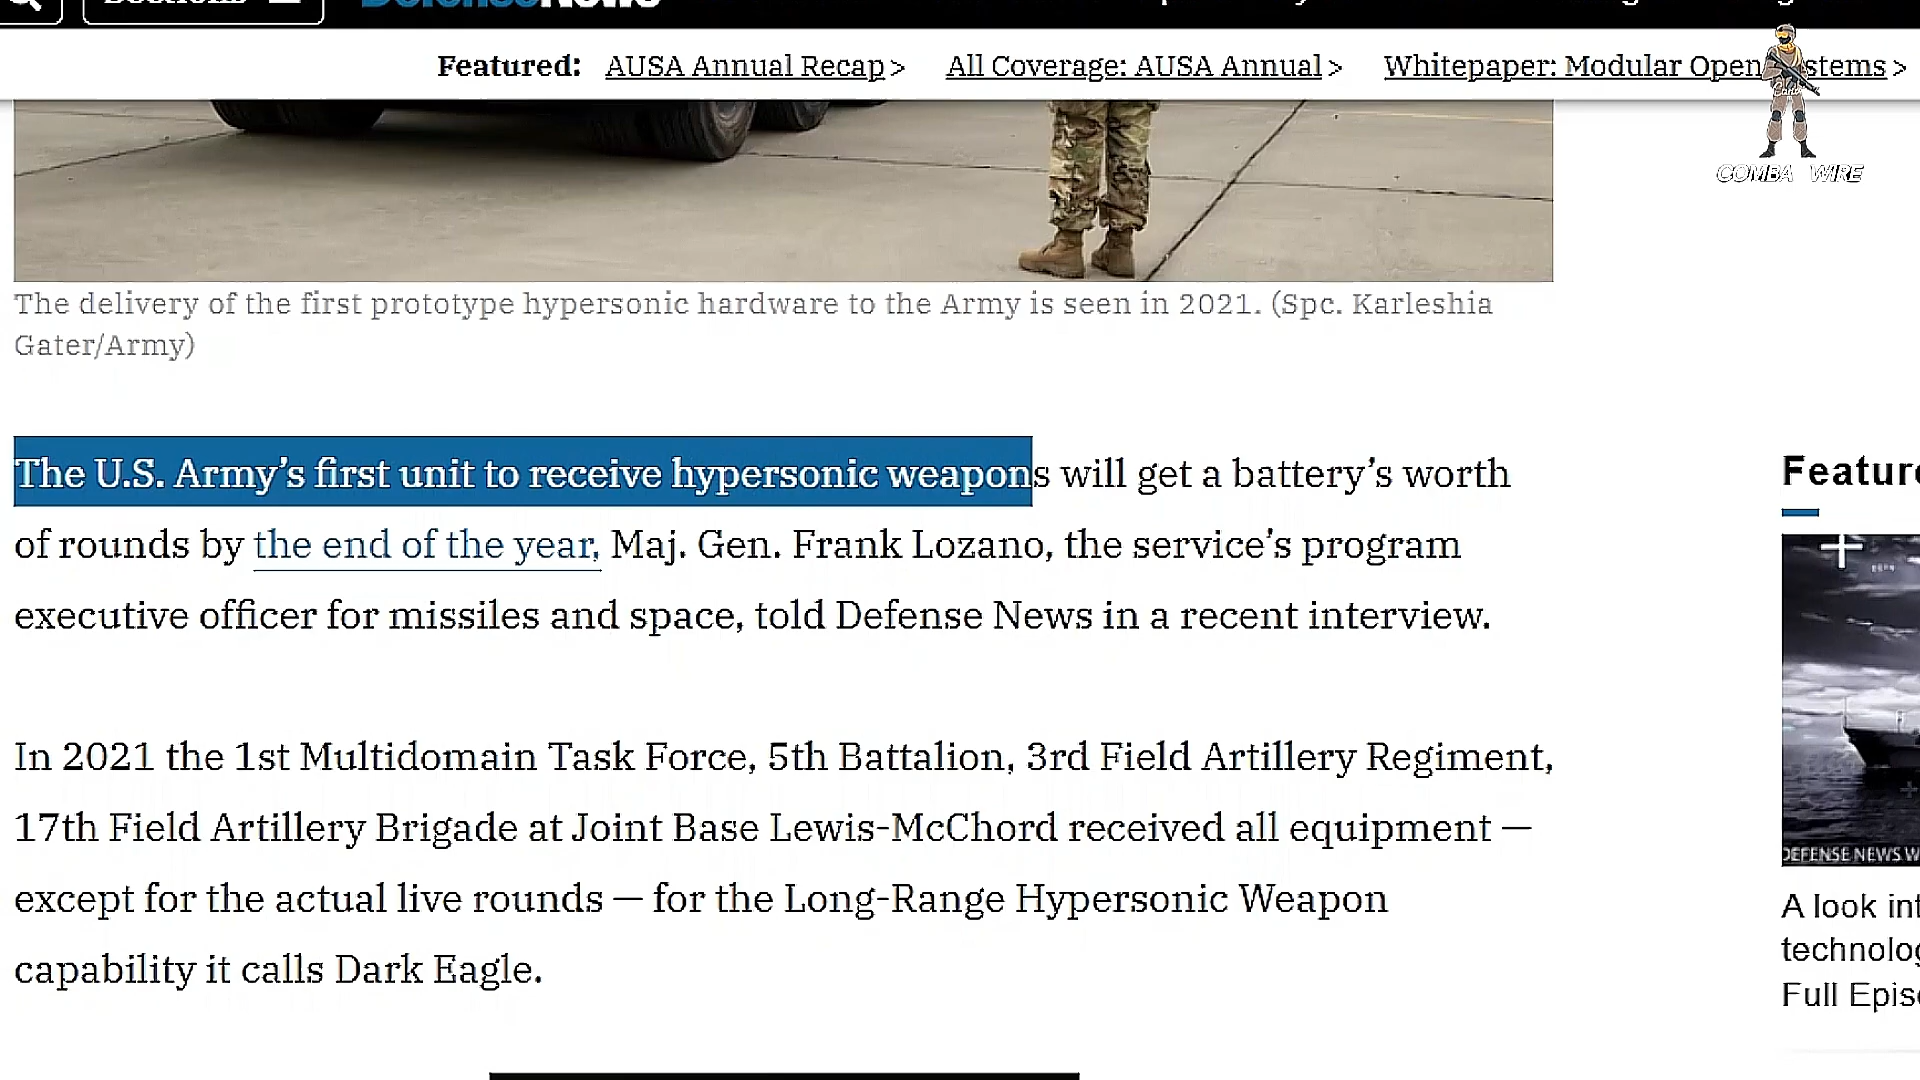 Featured: AUSA Annual Recap > All Coverage: AUSA Annual > Whitepaper: Modular Open >
COMBA WIRE
The delivery of the first prototype hypersonic hardware to the Army is seen in 2021. (Spc. Karleshia
Gater/Army)
The U.S. Army’s first unit to receive hypersonic weapons will get a battery’s worth
of rounds by the end of the year, Maj. Gen. Frank Lozano, the service’s program
executive officer for missiles and space, told Defense News in a recent interview.
In 2021 the 1st Multidomain Task Force, 5th Battalion, 3rd Field Artillery Regiment,
17th Field Artillery Brigade at Joint Base Lewis-McChord received all equipment —
except for the actual live rounds — for the Long-Range Hypersonic Weapon
capability it calls Dark Eagle.
Feature
DEFENSE NEWS W
A look int
technolog
Full Epis